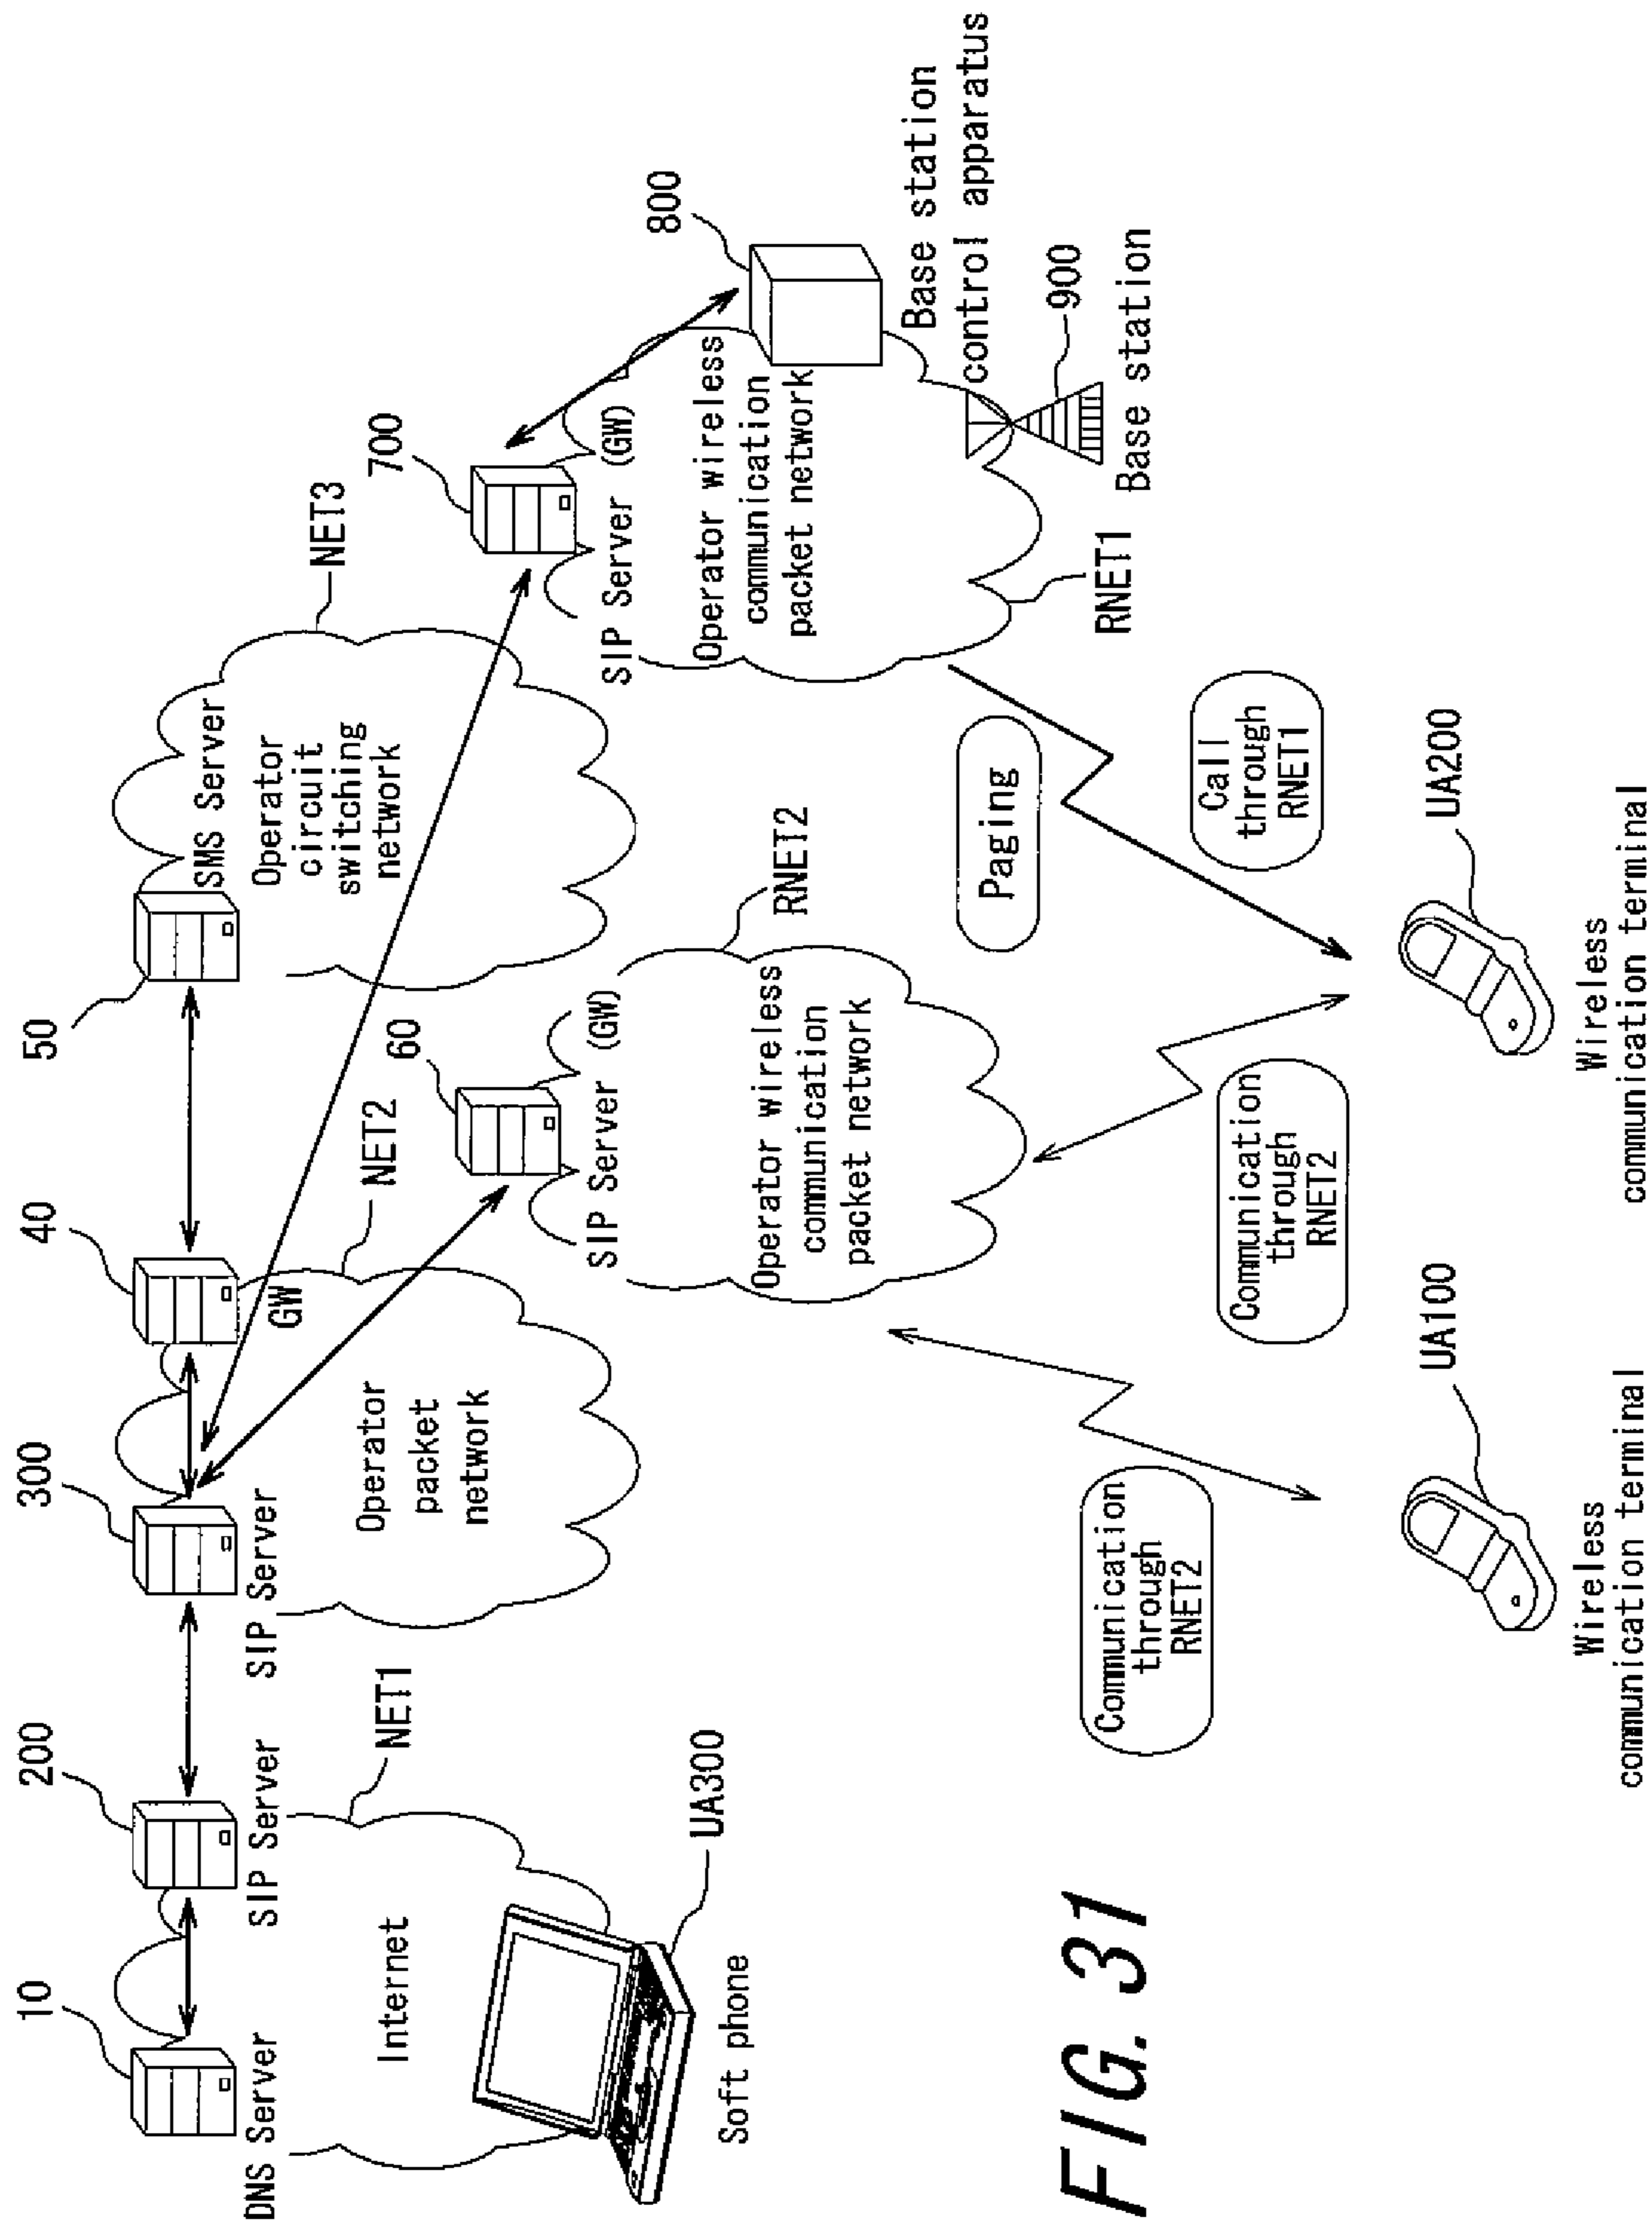 10
200
300
40
50
DNS Server
SIP Server
SIP Server
GW
SMS Server
NET1
NET2
NET3
Internet
Operator
packet
network
Operator
circuit
switching
network
60
700
800
SIP Server (GW)
SIP Server (GW)
Operator wireless
communication
packet network
RNET2
Operator wireless
communication
packet network
RNET1
Base station
control apparatus
900
Base station
UA300
Soft phone
Paging
Call
through
RNET1
Communication
through
RNET2
Communication
through
RNET2
UA100
UA200
Wireless
communication terminal
Wireless
communication terminal
FIG. 31